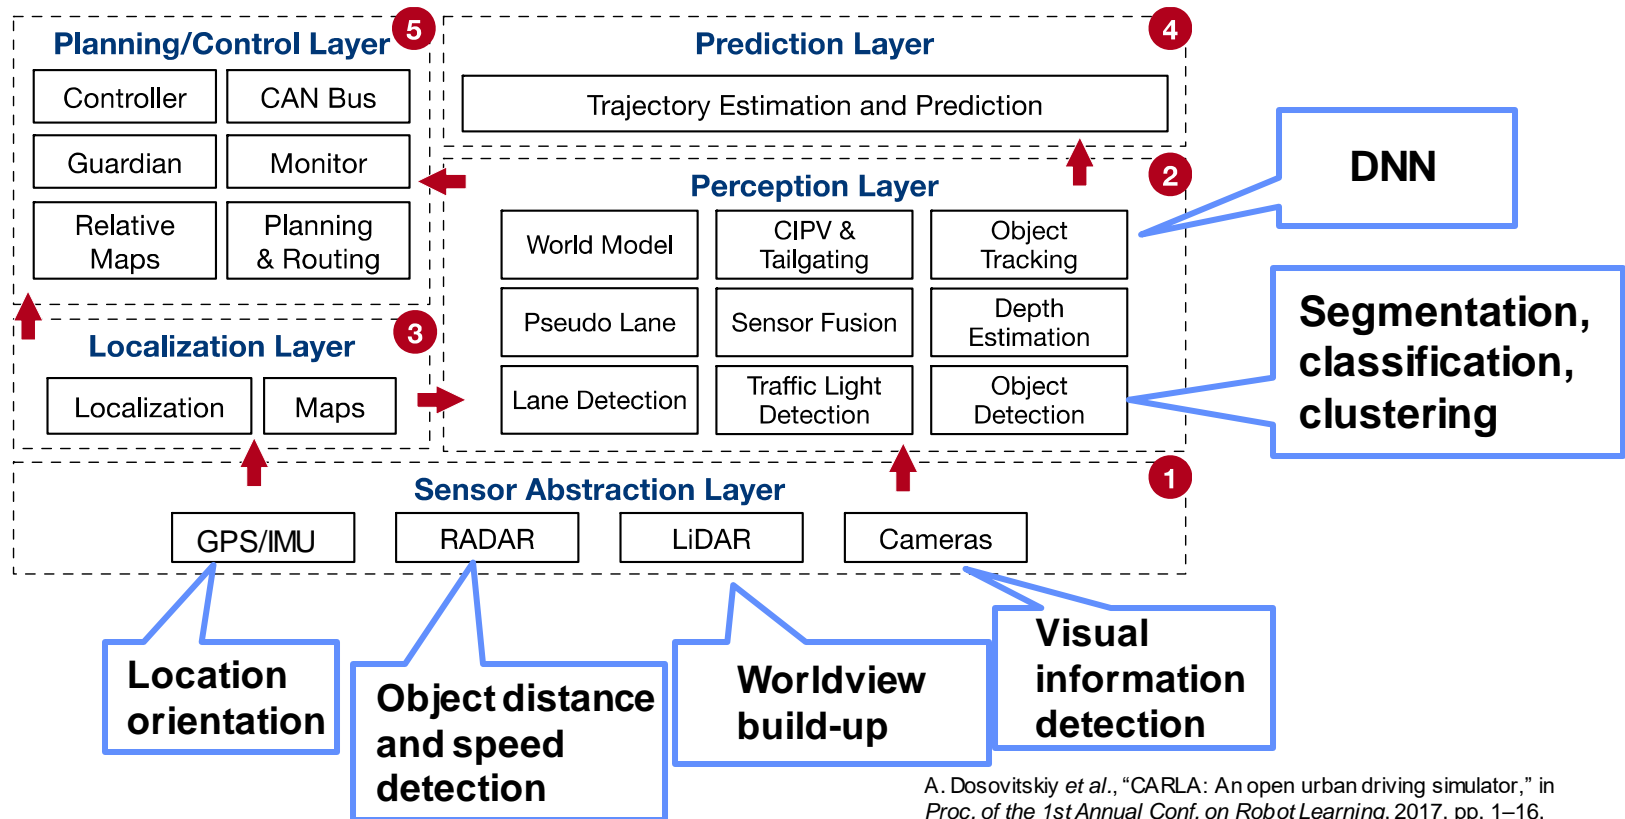 Planning/Control Layer
5
Controller
CAN Bus
Guardian
Monitor
Relative
Maps
Planning
& Routing
Prediction Layer
4
Trajectory Estimation and Prediction
Perception Layer
2
World Model
CIPV &
Tailgating
Object
Tracking
Pseudo Lane
Sensor Fusion
Depth
Estimation
Lane Detection
Traffic Light
Detection
Object
Detection
DNN
Segmentation,
classification,
clustering
Localization Layer
3
Localization
Maps
Sensor Abstraction Layer
1
GPS/IMU
RADAR
LiDAR
Cameras
Location
orientation
Object distance
and speed
detection
Worldview
build-up
Visual
information
detection
A. Dosovitskiy et al., “CARLA: An open urban driving simulator,” in
Proc. of the 1st Annual Conf. on Robot Learning, 2017, pp. 1–16.